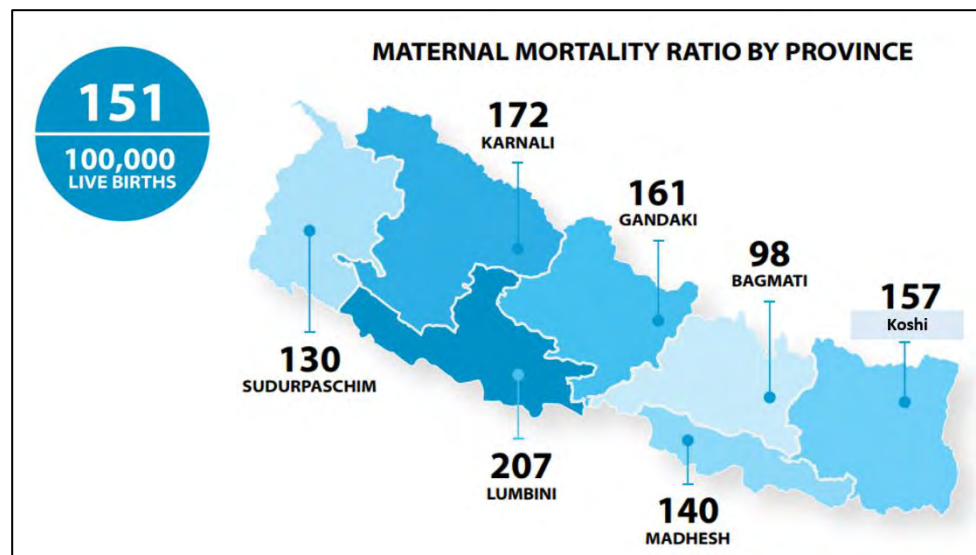 MATERNAL MORTALITY RATIO BY PROVINCE
151
100,000
LIVE BIRTHS
172
KARNALI
161
GANDAKI
98
BAGMATI
157
Koshi
130
SUDURPASCHIM
207
LUMBINI
140
MADHESH